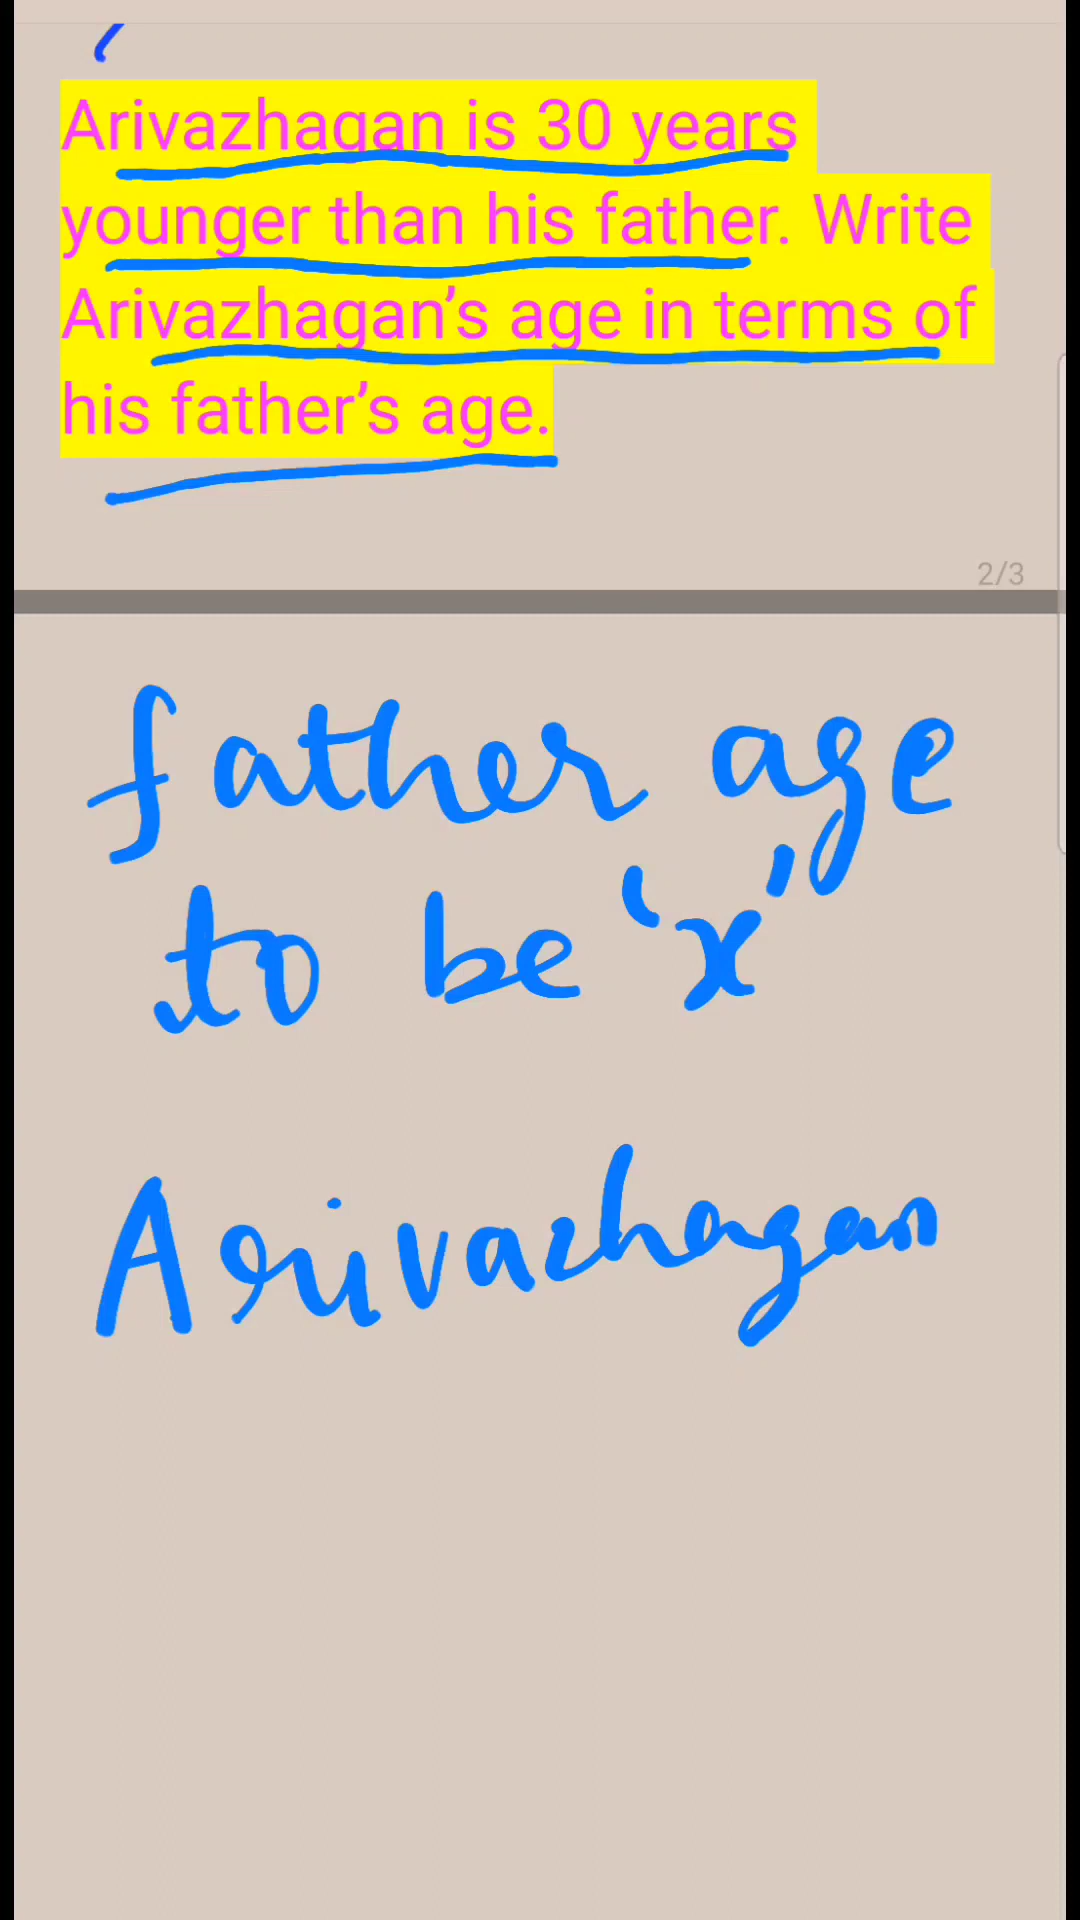 Arivazhagan is 30 years
younger than his father. Write
Arivazhagan’s age in terms of
his father’s age.
2/3
father age
to be ‘x’
Arivazhagan